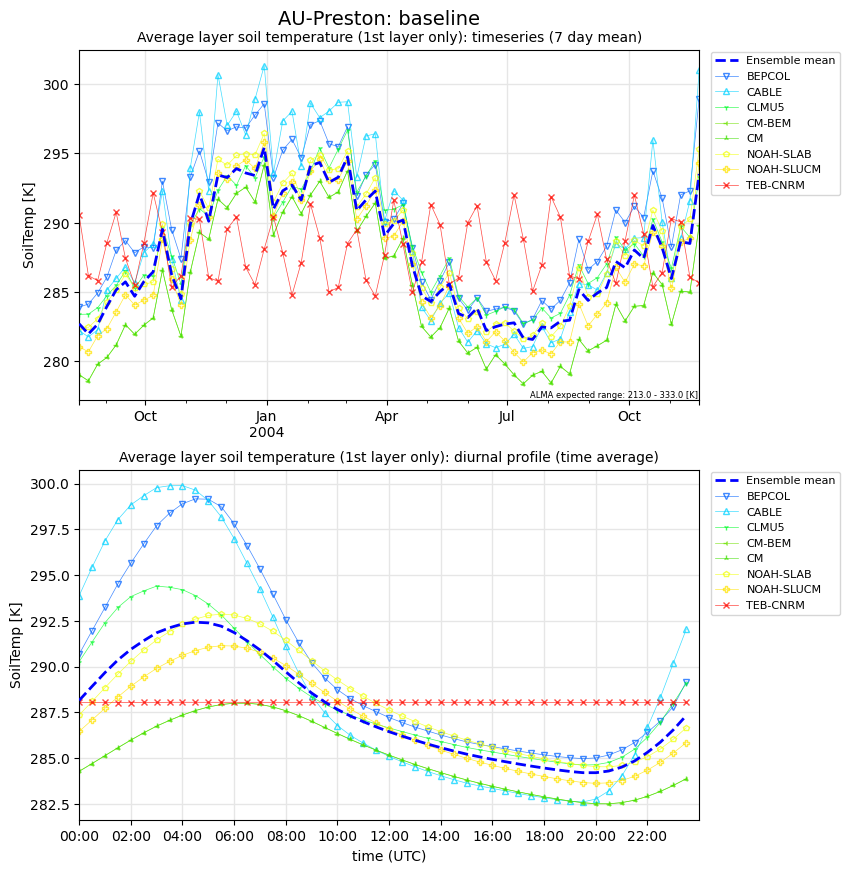 AU-Preston: baseline
Average layer soil temperature (1st layer only): timeseries (7 day mean)
SoilTemp [K]
300
295
290
285
280
Oct
Jan
2004
Apr
Jul
Oct
ALMA expected range: 213.0 - 333.0 [K]
Ensemble mean
BEPCOL
CABLE
CLMU5
CM-BEM
CM
NOAH-SLAB
NOAH-SLUCM
TEB-CNRM
Average layer soil temperature (1st layer only): diurnal profile (time average)
SoilTemp [K]
300.0
297.5
295.0
292.5
290.0
287.5
285.0
282.5
00:00 02:00 04:00 06:00 08:00 10:00 12:00 14:00 16:00 18:00 20:00 22:00
time (UTC)
Ensemble mean
BEPCOL
CABLE
CLMU5
CM-BEM
CM
NOAH-SLAB
NOAH-SLUCM
TEB-CNRM